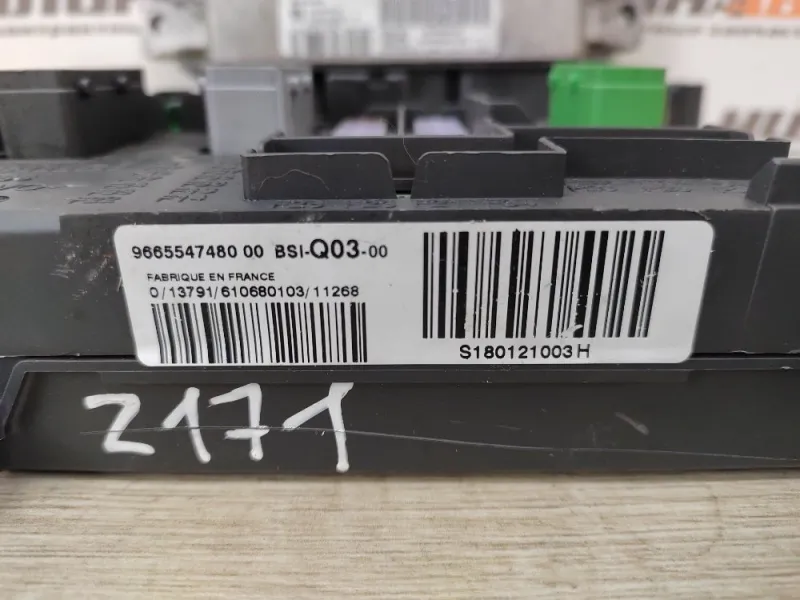 9665547480 00 BSI-Q03-00
FABRIQUE EN FRANCE
0/13791/610680103/11268
S180121003H
2171